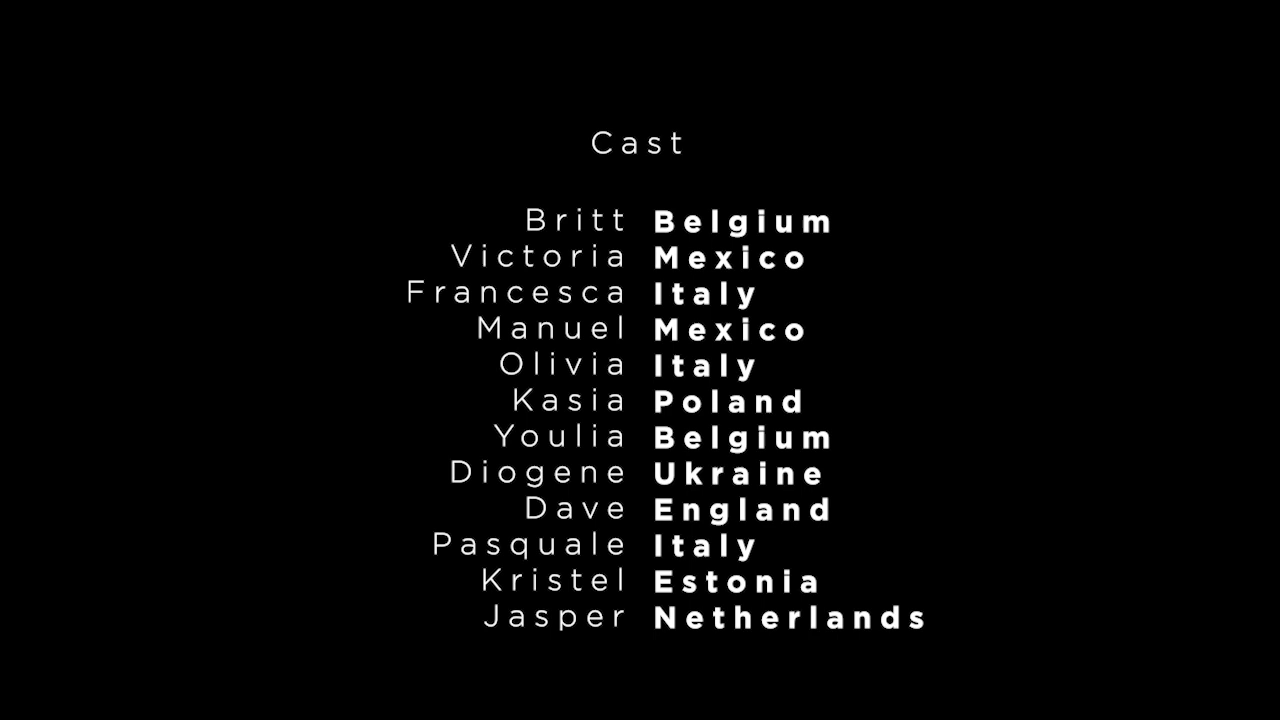 Cast
Britt Belgium
Victoria Mexico
Francesca Italy
Manuel Mexico
Olivia Italy
Kasia Poland
Youlia Belgium
Diogene Ukraine
Dave England
Pasquale Italy
Kristel Estonia
Jasper Netherlands